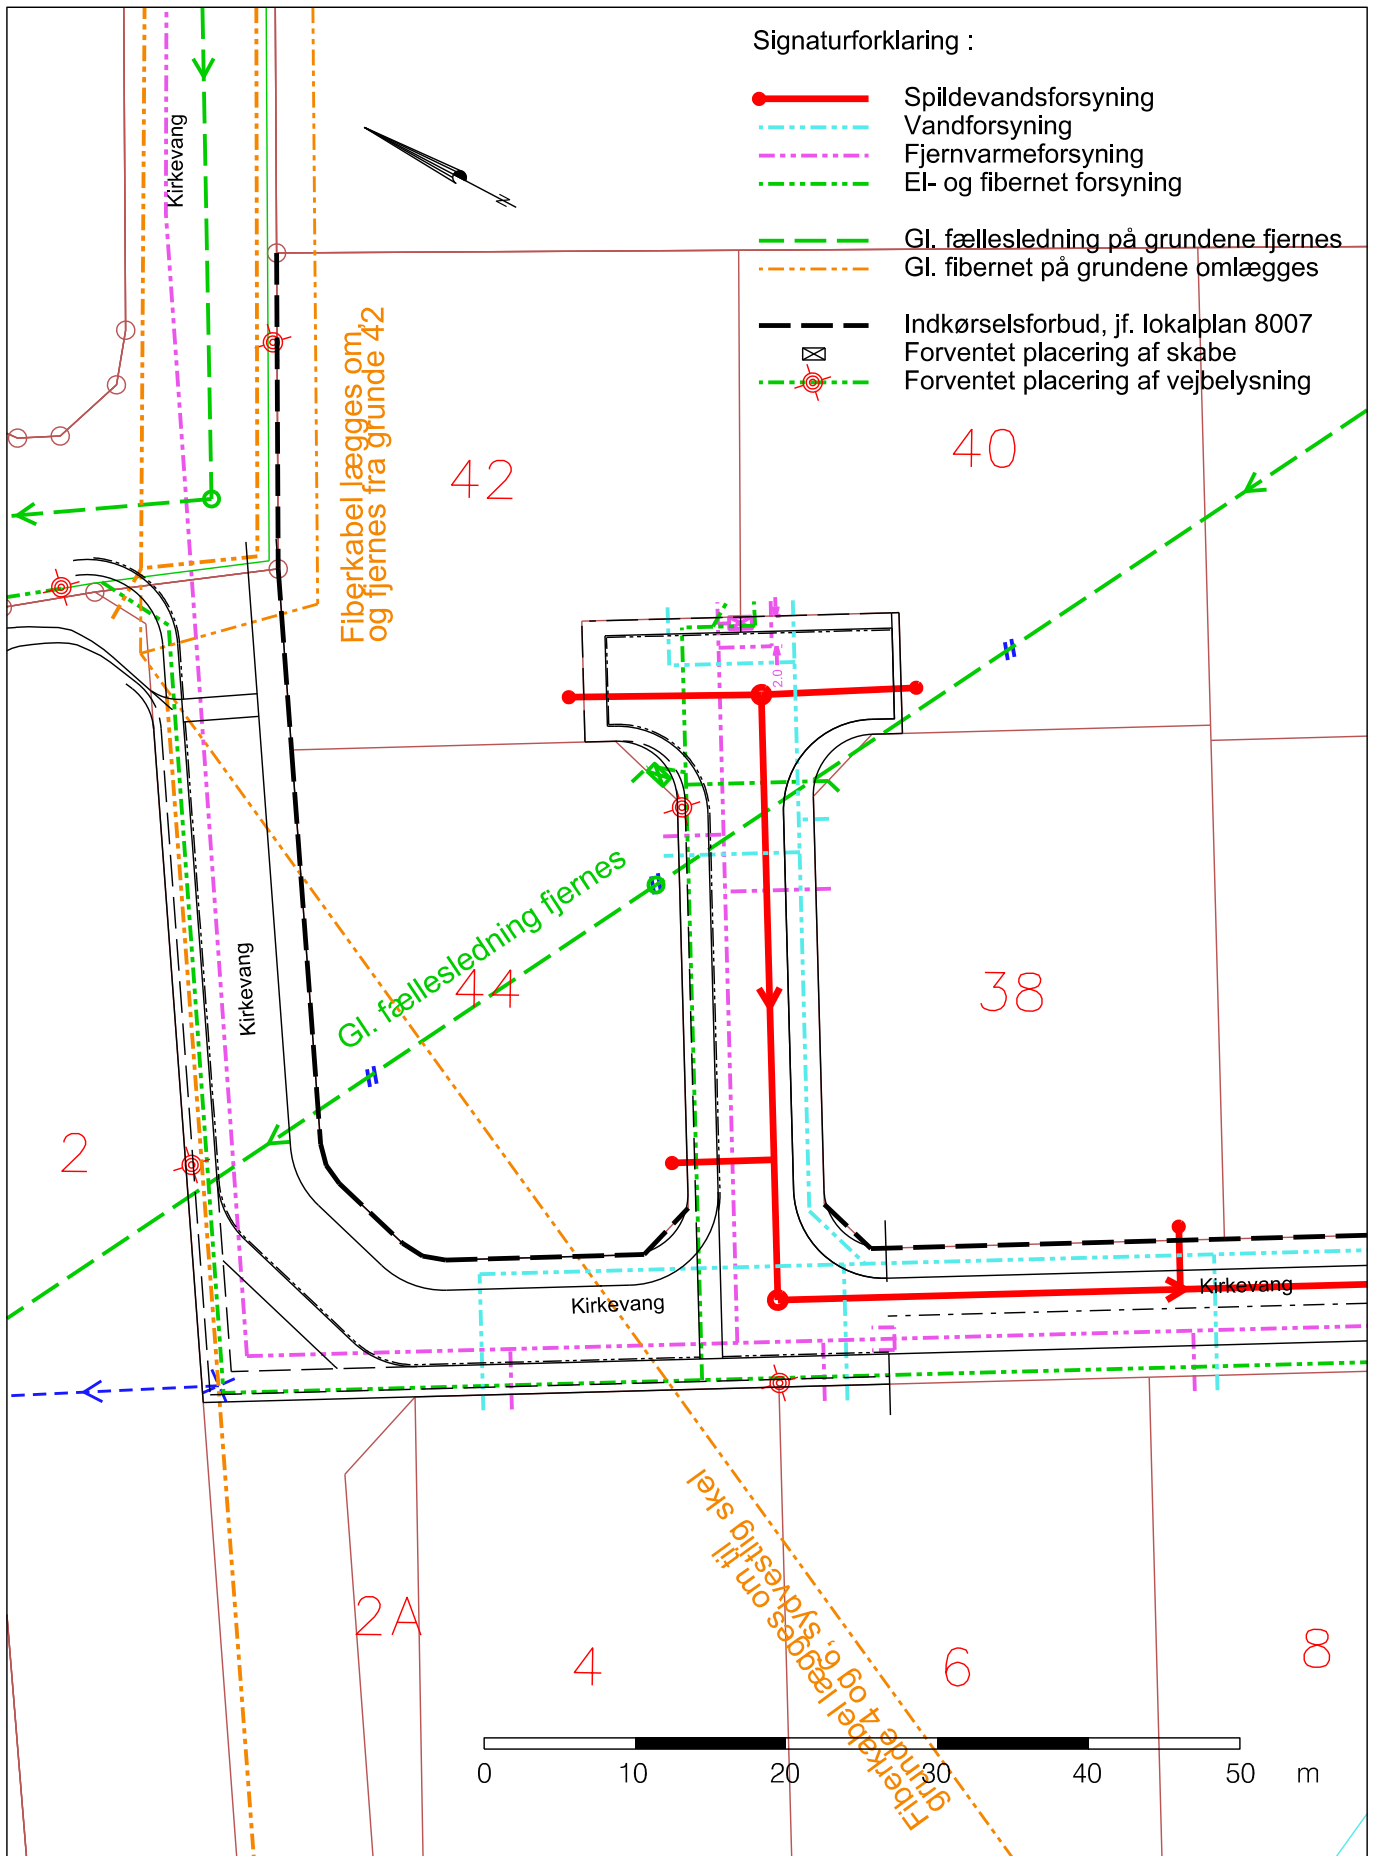 Signaturforklaring :
Spildevandsforsyning
Vandforsyning
Fjernvarmeforsyning
El- og fibernet forsyning
Gl. fællesledning på grundene fjernes
Gl. fibernet på grundene omlægges
Indkørselsforbud, jf. lokalplan 8007
Forventet placering af skabe
Forventet placering af vejbelysning
Kirkevang
N
Fiberkabel lægges om,
og fjernes fra grunde 42
42
40
2.0
Gl. fællesledning fjernes
44
38
Kirkevang
2
Kirkevang
Kirkevang
Fiberkabel lægges om til
grunde 4 og 6, sydvestlig skel
2A
4
6
8
0 10 20 30 40 50 m